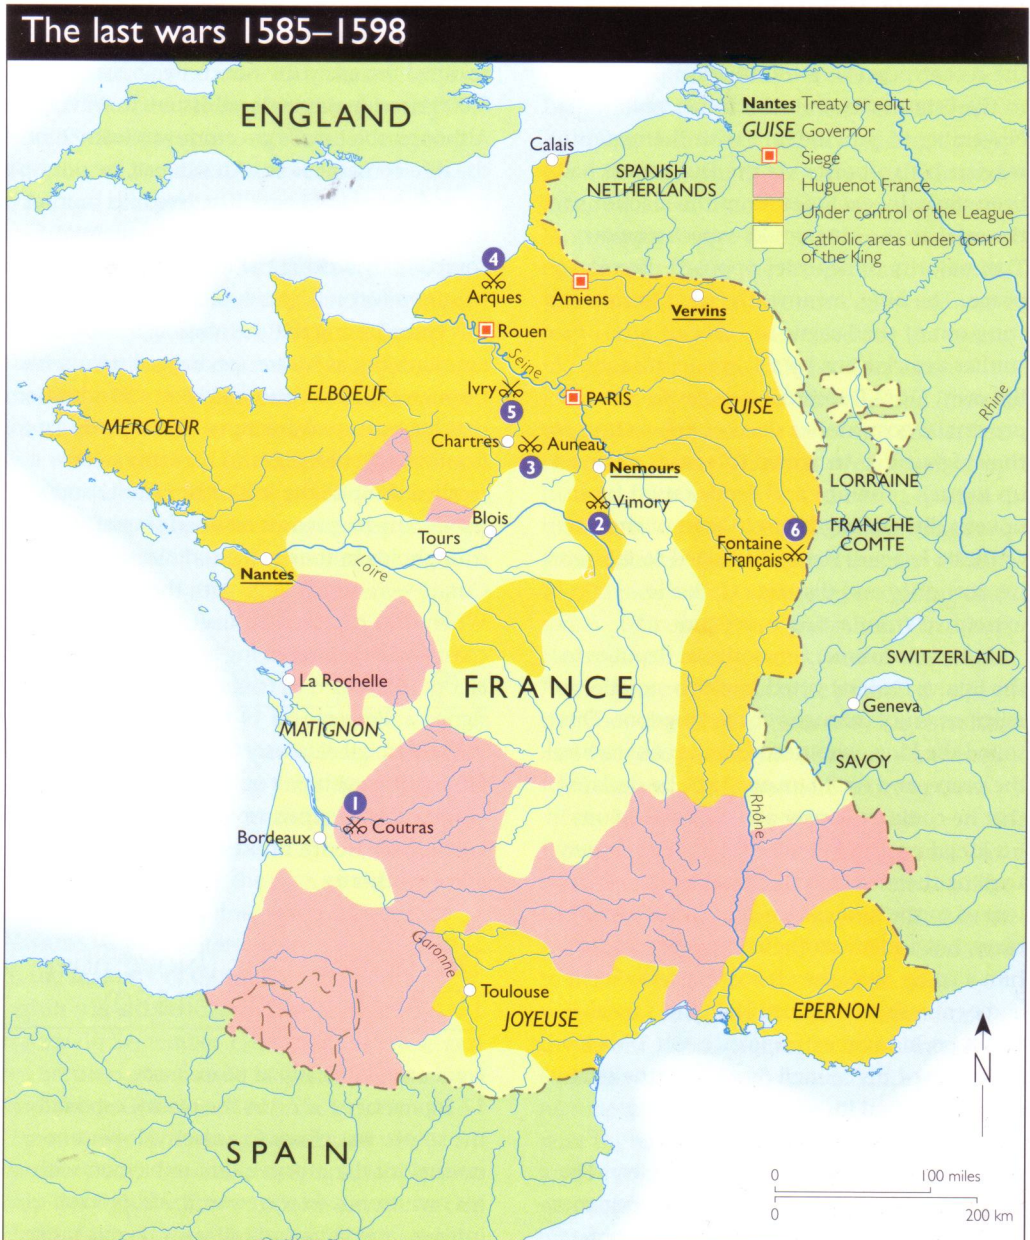 The last wars 1585–1598
ENGLAND
Nantes Treaty or edict
GUISE Governor
Siege
Huguenot France
Under control of the League
Catholic areas under control
of the King
Calais
SPANISH
NETHERLANDS
4
Arques
Amiens
Vervins
Rouen
Seine
Rhine
ELBOEUF
Ivry
5
PARIS
GUISE
MERCŒUR
Chartres
Auneau
3
Nemours
LORRAINE
Vimory
2
Blois
Tours
6
Fontaine
Français
FRANCHE
COMTE
Nantes
Loire
SWITZERLAND
La Rochelle
FRANCE
Geneva
MATIGNON
SAVOY
1
Coutras
Bordeaux
Rhône
Garonne
Toulouse
JOYEUSE
EPERNON
N
SPAIN
0 100 miles
0 200 km